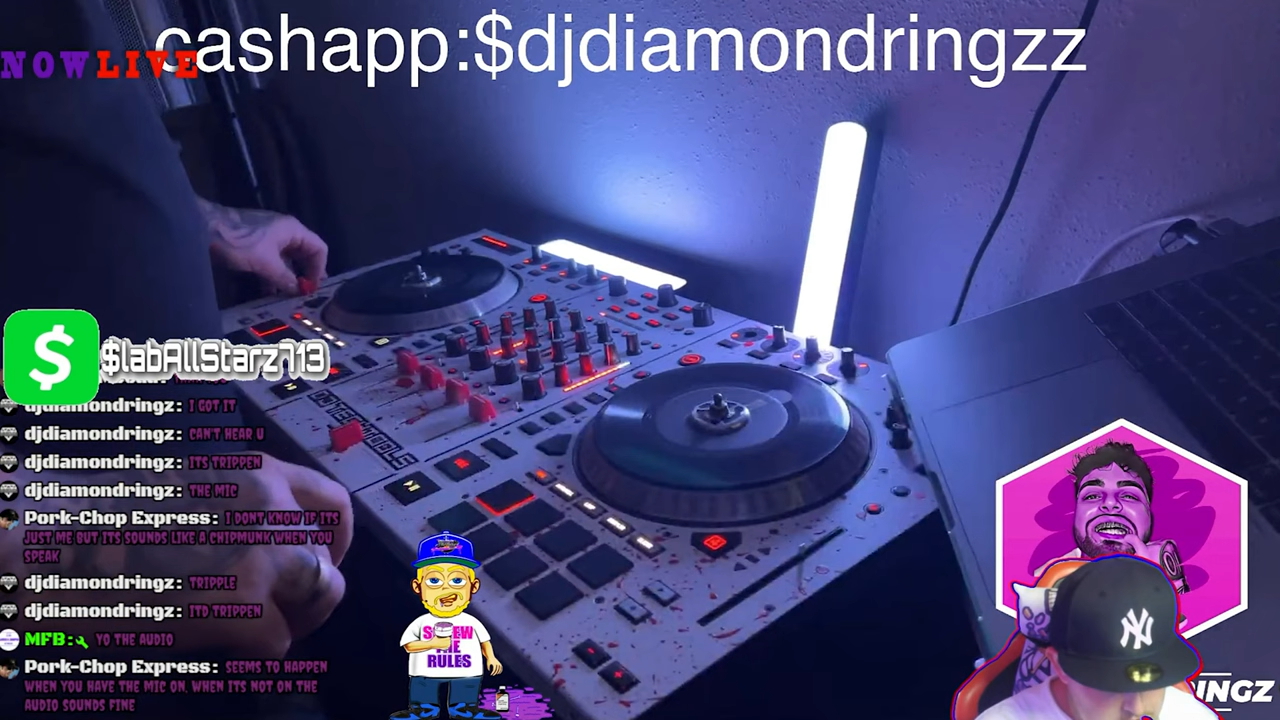 cashapp:$djdiamondringzz
NOWLIVE
$labAllStarz713
djdiamondringz: I GOT IT
djdiamondringz: CAN'T HEAR U
djdiamondringz: ITS TRIPPEN
djdiamondringz: THE MIC
Pork-Chop Express: I DONT KNOW IF ITS
JUST ME BUT ITS SOUNDS LIKE A CHIPMUNK WHEN YOU
SPEAK
djdiamondringz: TRIPPLE
djdiamondringz: ITD TRIPPEN
MFB: YO THE AUDIO
Pork-Chop Express: SEEMS TO HAPPEN
WHEN YOU HAVE THE MIC ON, WHEN ITS NOT ON THE
AUDIO SOUNDS FINE
RULES
NY
INGZ